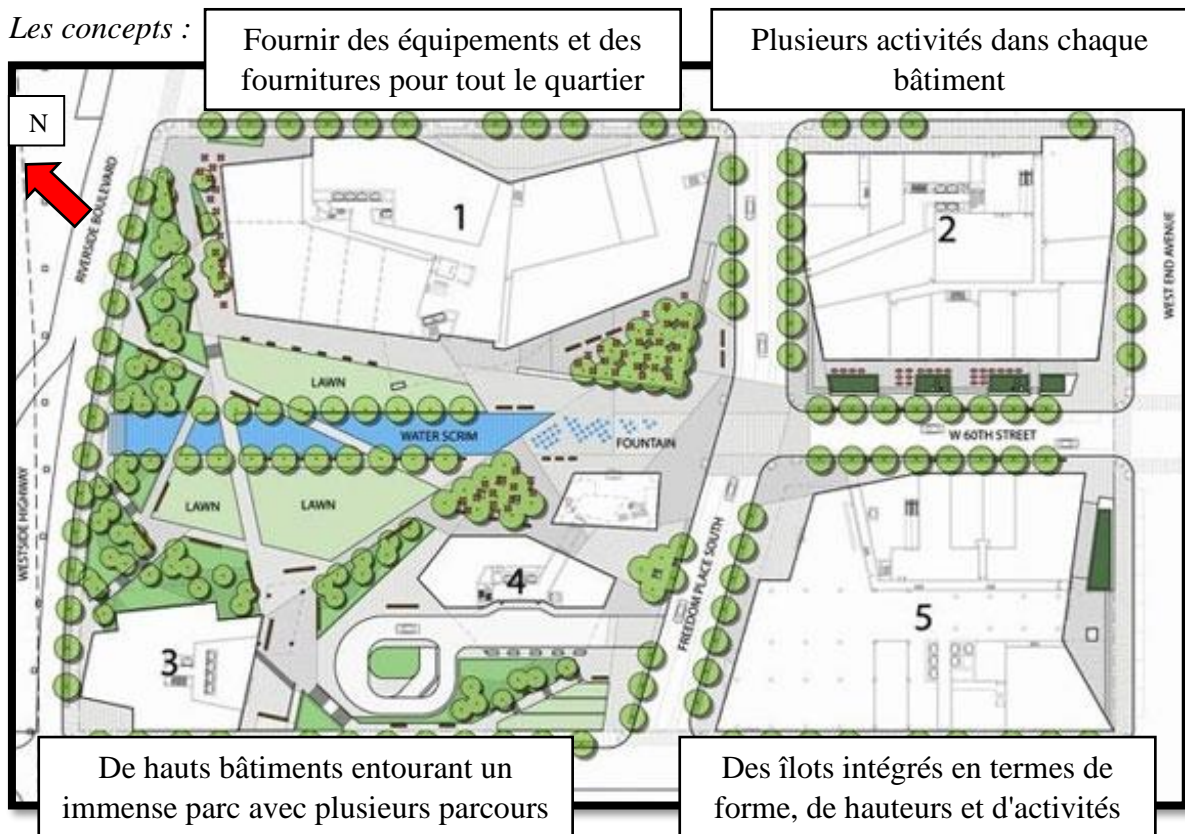 Les concepts :
Fournir des équipements et des
fournitures pour tout le quartier
Plusieurs activités dans chaque
bâtiment
N
RIVERSIDE BOULEVARD
1
2
WEST END AVENUE
LAWN
WATER SCRIM
FOUNTAIN
W 60TH STREET
WESTSIDE HIGHWAY
LAWN
LAWN
FREEDOM PLACE SOUTH
4
3
5
De hauts bâtiments entourant un
immense parc avec plusieurs parcours
Des îlots intégrés en termes de
forme, de hauteurs et d'activités